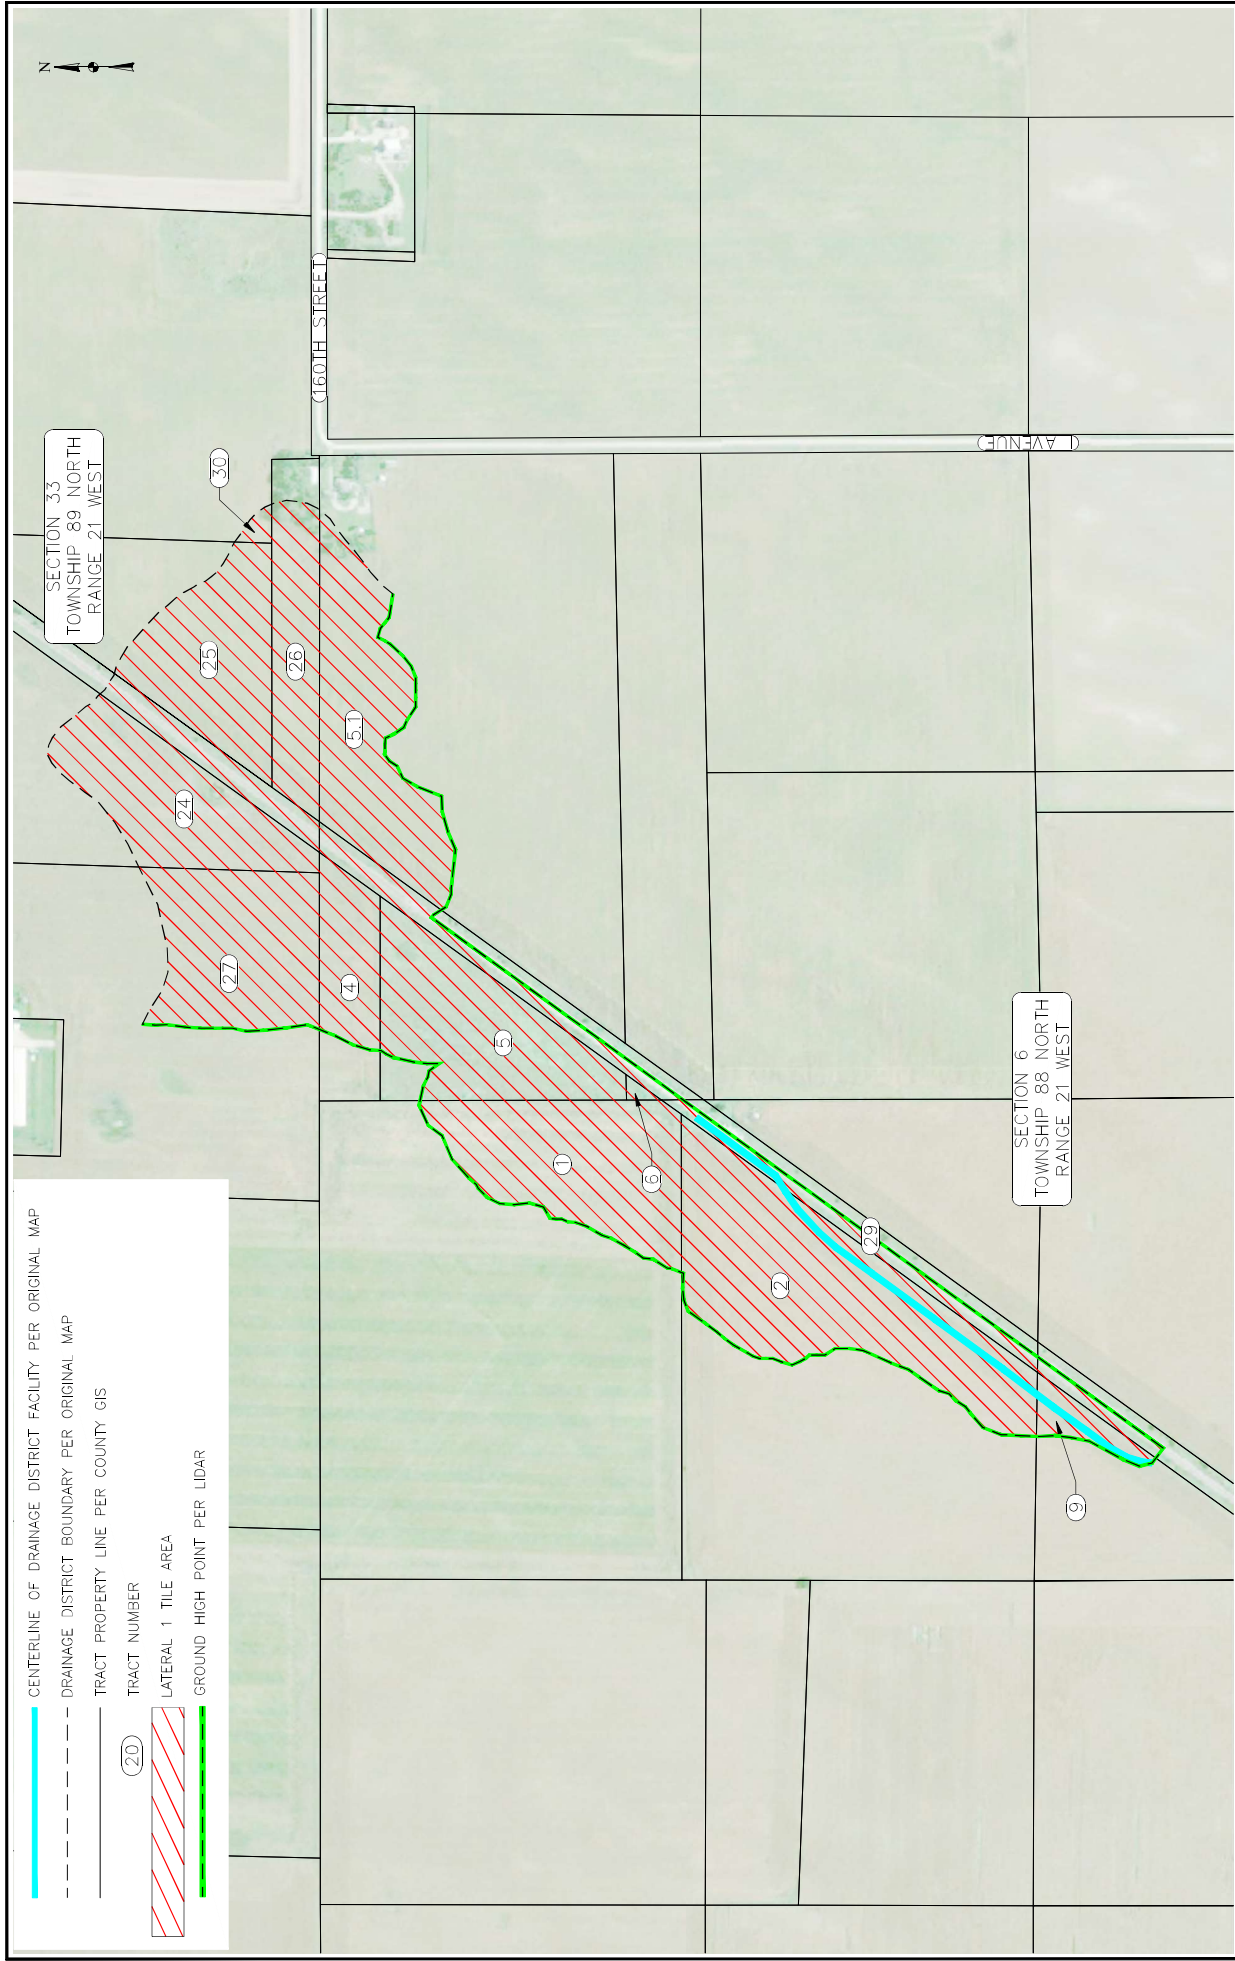 N
SECTION 33
TOWNSHIP 89 NORTH
RANGE 21 WEST
30
160TH STREET
25
26
5.1
24
27
4
5
L AVENUE
1
6
2
29
9
SECTION 6
TOWNSHIP 88 NORTH
RANGE 21 WEST
CENTERLINE OF DRAINAGE DISTRICT FACILITY PER ORIGINAL MAP
DRAINAGE DISTRICT BOUNDARY PER ORIGINAL MAP
TRACT PROPERTY LINE PER COUNTY GIS
20 TRACT NUMBER
LATERAL 1 TILE AREA
GROUND HIGH POINT PER LIDAR